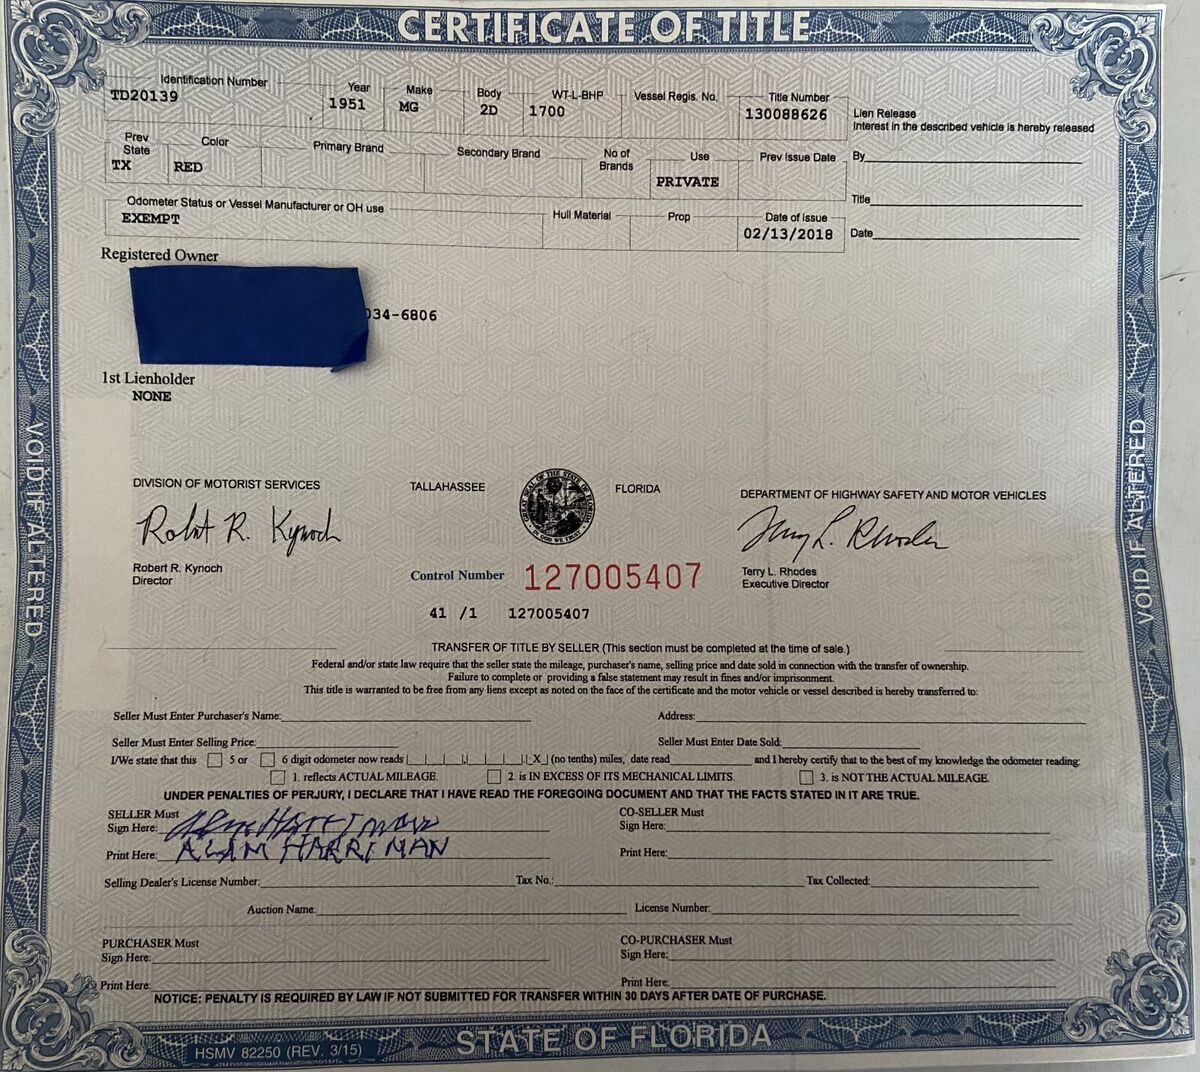 CERTIFICATE OF TITLE
Identification Number Year Make Body WT-L-BHP Vessel Regis. No. Title Number
TD20139 1951 MG 2D 1700 130088626
Lien Release
Interest in the described vehicle is hereby released
Prev State Color Primary Brand Secondary Brand No of Brands Use Prev Issue Date
TX RED PRIVATE
By
Title
Odometer Status or Vessel Manufacturer or OH use Hull Material Prop Date of Issue
EXEMPT 02/13/2018
Date
Registered Owner
034-6806
1st Lienholder
NONE
VOID IF ALTERED
VOID IF ALTERED
DIVISION OF MOTORIST SERVICES TALLAHASSEE FLORIDA DEPARTMENT OF HIGHWAY SAFETY AND MOTOR VEHICLES
GREAT SEAL OF THE STATE OF FLORIDA
IN GOD WE TRUST
Robert R. Kynoch
Terry L. Rhodes
Robert R. Kynoch
Director
Terry L. Rhodes
Executive Director
Control Number 127005407
41 /1 127005407
TRANSFER OF TITLE BY SELLER (This section must be completed at the time of sale.)
Federal and/or state law require that the seller state the mileage, purchaser's name, selling price and date sold in connection with the transfer of ownership.
Failure to complete or providing a false statement may result in fines and/or imprisonment.
This title is warranted to be free from any liens except as noted on the face of the certificate and the motor vehicle or vessel described is hereby transferred to:
Seller Must Enter Purchaser's Name: Address:
Seller Must Enter Selling Price: Seller Must Enter Date Sold:
I/We state that this 5 or 6 digit odometer now reads X (no tenths) miles, date read and I hereby certify that to the best of my knowledge the odometer reading:
1. reflects ACTUAL MILEAGE. 2. is IN EXCESS OF ITS MECHANICAL LIMITS. 3. is NOT THE ACTUAL MILEAGE.
UNDER PENALTIES OF PERJURY, I DECLARE THAT I HAVE READ THE FOREGOING DOCUMENT AND THAT THE FACTS STATED IN IT ARE TRUE.
SELLER Must CO-SELLER Must
Sign Here: Sign Here:
Print Here: ALAM HARRIMAN Print Here:
Selling Dealer's License Number: Tax No.: Tax Collected:
Auction Name: License Number:
PURCHASER Must CO-PURCHASER Must
Sign Here: Sign Here:
Print Here: Print Here:
NOTICE: PENALTY IS REQUIRED BY LAW IF NOT SUBMITTED FOR TRANSFER WITHIN 30 DAYS AFTER DATE OF PURCHASE.
HSMV 82250 (REV. 3/15) STATE OF FLORIDA